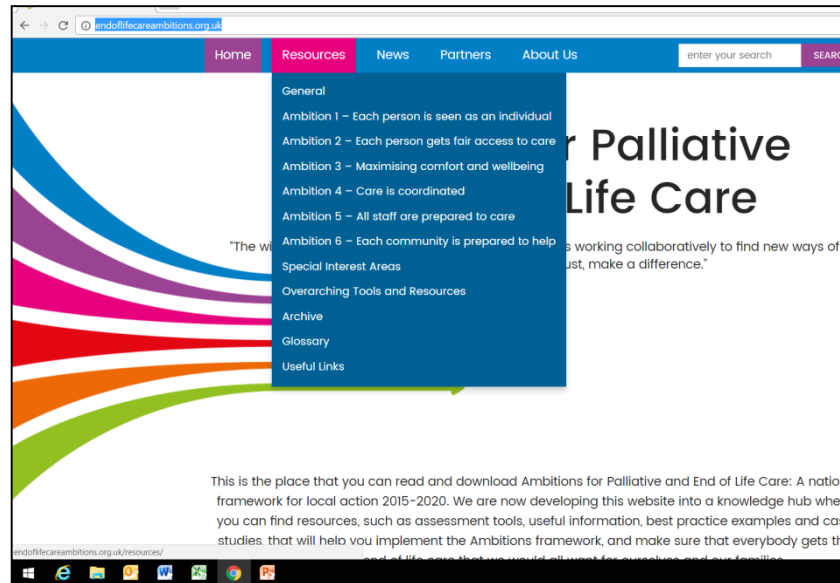 endoflifecareambitions.org.uk
Home Resources News Partners About Us enter your search
General
Ambition 1 – Each person is seen as an individual
Ambition 2 – Each person gets fair access to care
Ambition 3 – Maximising comfort and wellbeing
Ambition 4 – Care is coordinated
Ambition 5 – All staff are prepared to care
Ambition 6 – Each community is prepared to help
Special Interest Areas
Overarching Tools and Resources
Archive
Glossary
Useful Links
r Palliative
Life Care
"The wi
s working collaboratively to find new ways of
ust, make a difference."
This is the place that you can read and download Ambitions for Palliative and End of Life Care: A natio
framework for local action 2015-2020. We are now developing this website into a knowledge hub whe
you can find resources, such as assessment tools, useful information, best practice examples and ca
studies, that will help you implement the Ambitions framework, and make sure that everybody gets th
endoflifecareambitions.org.uk/resources/